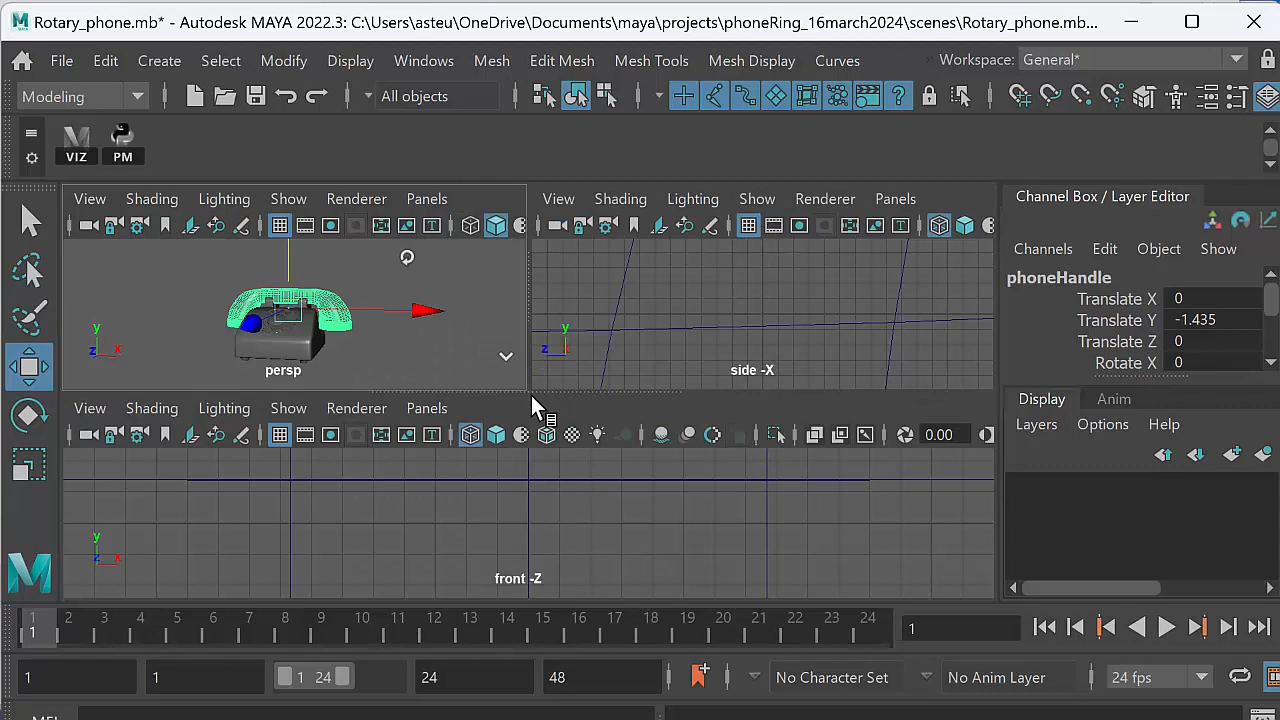 Rotary_phone.mb* - Autodesk MAYA 2022.3: C:\Users\asteu\OneDrive\Documents\maya\projects\phoneRing_16march2024\scenes\Rotary_phone.mb...
File Edit Create Select Modify Display Windows Mesh Edit Mesh Mesh Tools Mesh Display Curves Workspace: General*
Modeling All objects ?
VIZ PM
View Shading Lighting Show Renderer Panels
View Shading Lighting Show Renderer Panels
Channel Box / Layer Editor
Channels Edit Object Show
phoneHandle
Translate X 0
Translate Y -1.435
Translate Z 0
Rotate X 0
y
z x
persp
y
z x
side -X
View Shading Lighting Show Renderer Panels
0.00
Display Anim
Layers Options Help
y
z x
front -Z
1 2 3 4 5 6 7 8 9 10 11 12 13 14 15 16 17 18 19 20 21 22 23 24
1
1
1 1 1 24 24 48 No Character Set No Anim Layer 24 fps